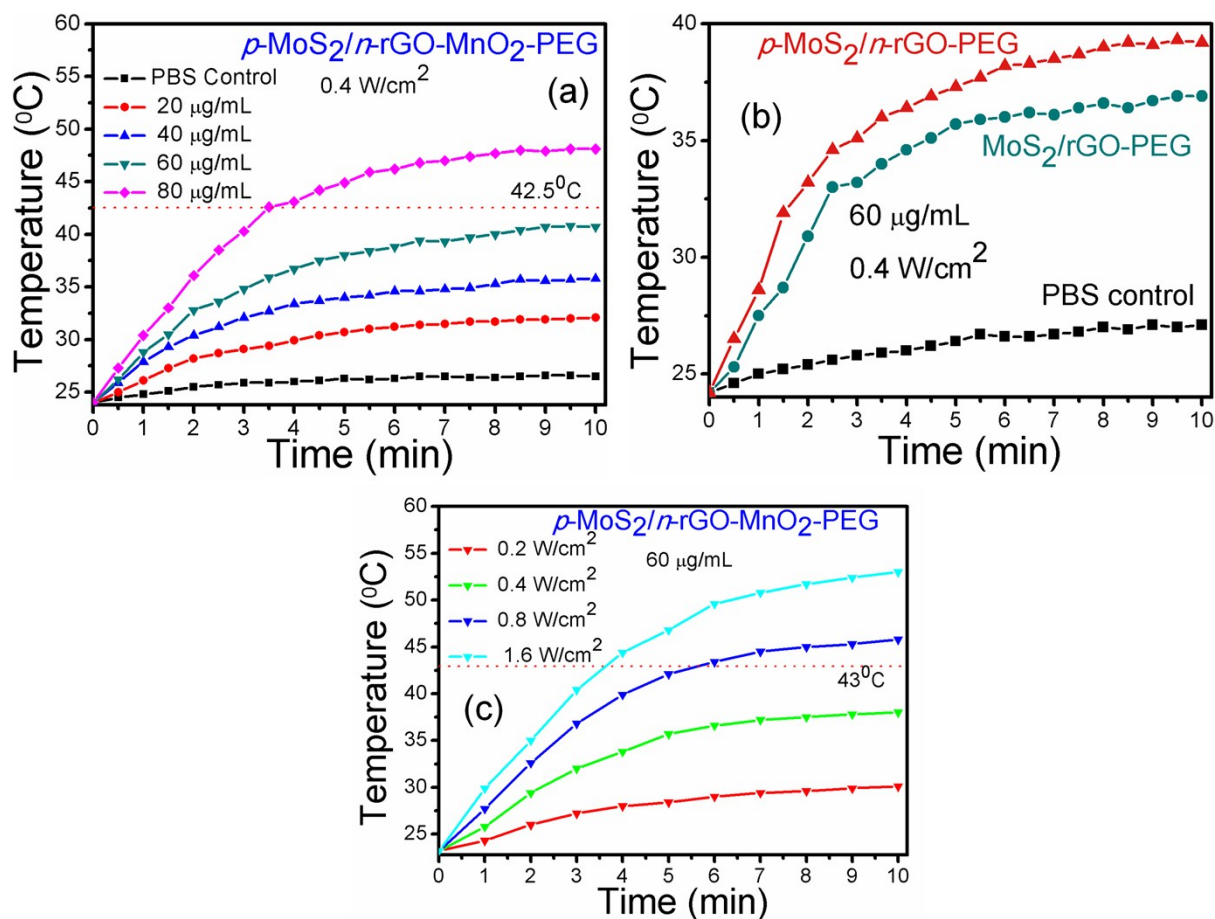 p-MoS2/n-rGO-MnO2-PEG
PBS Control
0.4 W/cm2
(a)
20 μg/mL
40 μg/mL
60 μg/mL
80 μg/mL
42.5⁰C
Temperature (⁰C)
60
55
50
45
40
35
30
25
0 1 2 3 4 5 6 7 8 9 10
Time (min)
p-MoS2/n-rGO-PEG
(b)
MoS2/rGO-PEG
60 μg/mL
0.4 W/cm2
PBS control
Temperature (⁰C)
40
35
30
25
0 1 2 3 4 5 6 7 8 9 10
Time (min)
p-MoS2/n-rGO-MnO2-PEG
0.2 W/cm2
60 μg/mL
0.4 W/cm2
0.8 W/cm2
1.6 W/cm2
43⁰C
(c)
Temperature (⁰C)
60
55
50
45
40
35
30
25
0 1 2 3 4 5 6 7 8 9 10
Time (min)